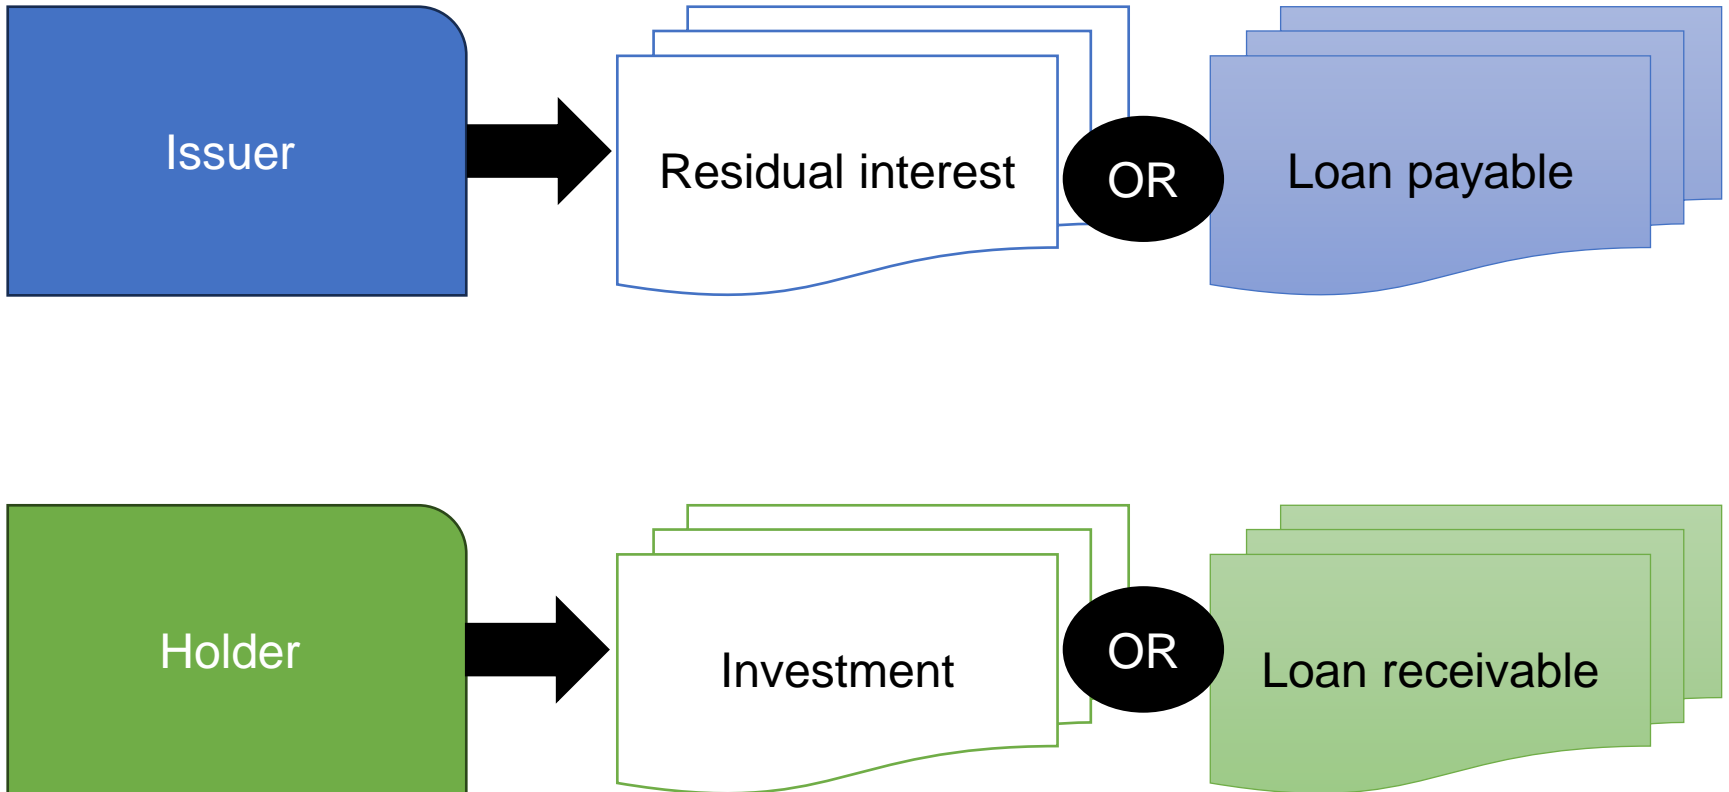 Issuer
Residual interest
OR
Loan payable
Holder
Investment
OR
Loan receivable